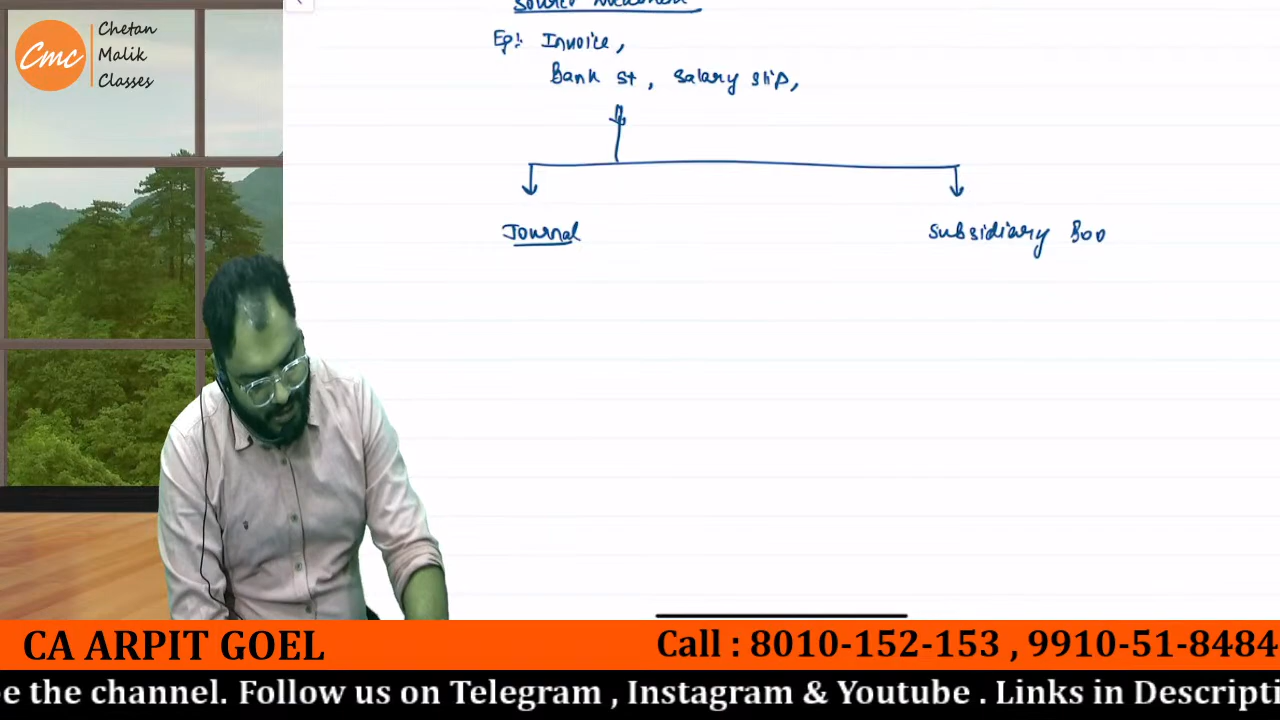 cmc
Chetan
Malik
Classes
Eg:- Invoice,
Bank St, Salary Slip,
Journal
Subsidiary Boo
CA ARPIT GOEL
Call : 8010-152-153 , 9910-51-8484
be the channel. Follow us on Telegram , Instagram & Youtube . Links in Descripti